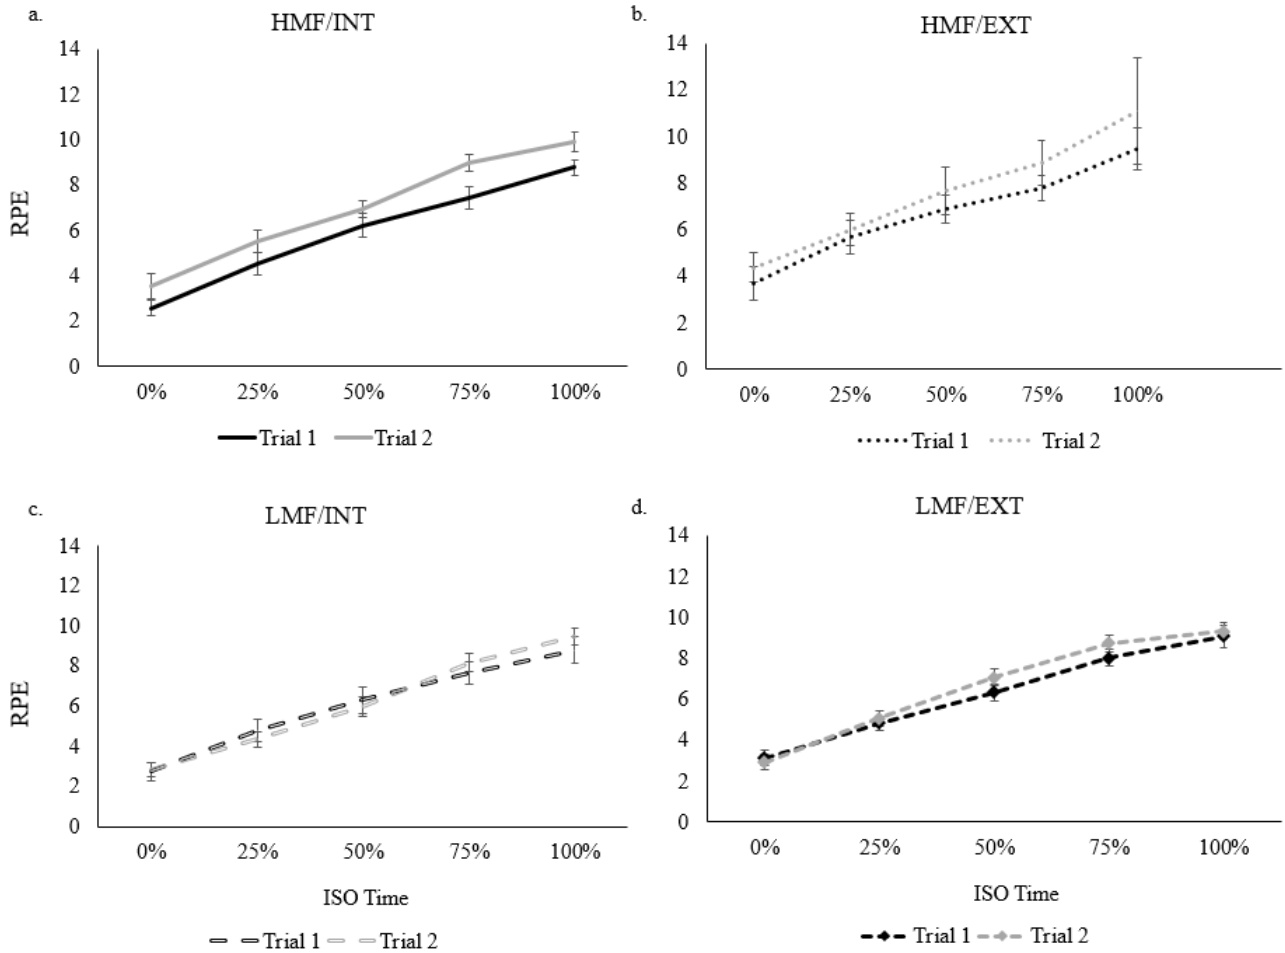 a.
HMF/INT
14
12
10
8
6
4
2
0
RPE
0% 25% 50% 75% 100%
Trial 1 Trial 2
b.
HMF/EXT
14
12
10
8
6
4
2
0
0% 25% 50% 75% 100%
Trial 1 Trial 2
c.
LMF/INT
14
12
10
8
6
4
2
0
RPE
0% 25% 50% 75% 100%
ISO Time
Trial 1 Trial 2
d.
LMF/EXT
14
12
10
8
6
4
2
0
0% 25% 50% 75% 100%
ISO Time
Trial 1 Trial 2